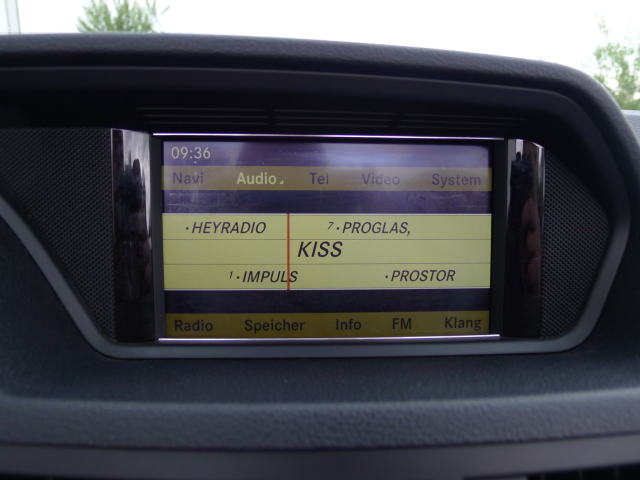 09:36
Navi Audio Tel Video System
·HEYRADIO 7·PROGLAS,
KISS
1·IMPULS ·PROSTOR
Radio Speicher Info FM Klang